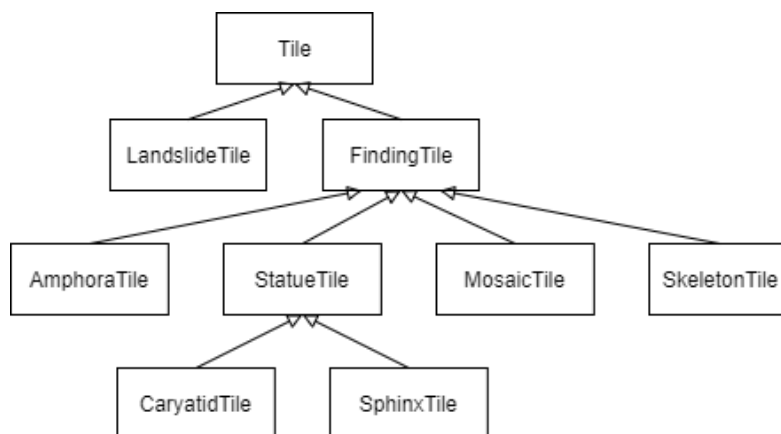 Tile
LandslideTile
FindingTile
AmphoraTile
StatueTile
MosaicTile
SkeletonTile
CaryatidTile
SphinxTile